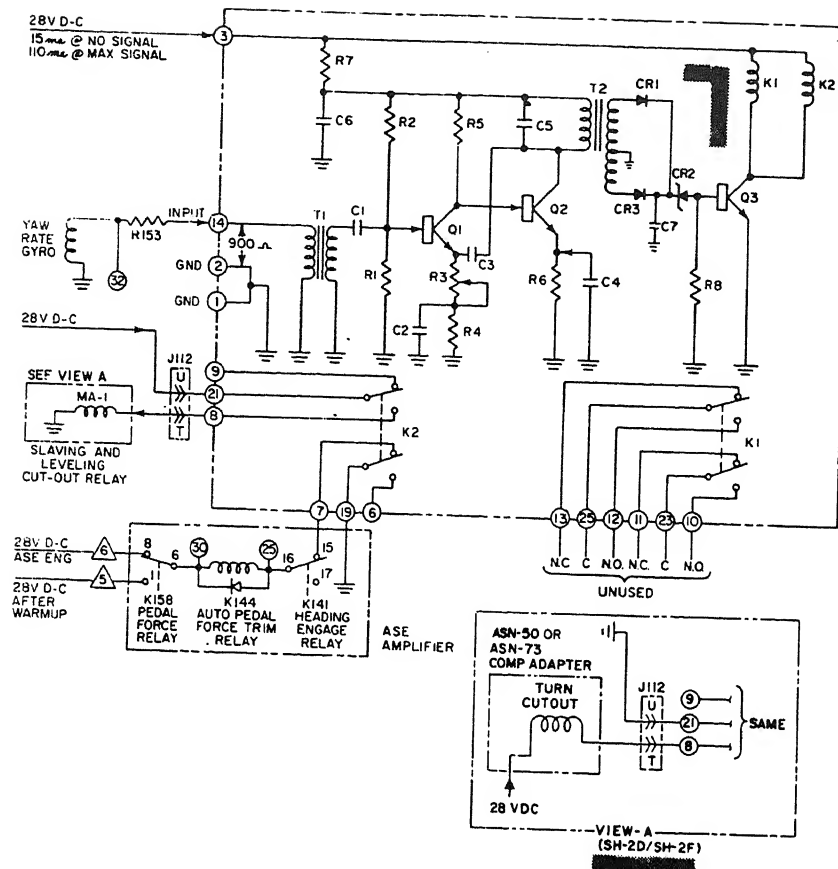 28V D-C
15 ma @ NO SIGNAL
110 ma @ MAX SIGNAL
3
R7
C6
R2
R5
C5
T2
CR1
K1
K2
CR2
CR3
C7
Q3
R8
YAW
RATE
GYRO
32
R153
INPUT
14
900 Ω
GND
2
GND
1
T1
C1
R1
Q1
R3
C3
C2
R4
Q2
R6
C4
28V D-C
J112
U
T
9
21
8
SEE VIEW A
MA-1
SLAVING AND
LEVELING
CUT-OUT RELAY
K2
7
19
6
K1
13
25
12
11
23
10
N.C
C
N.O.
N.C.
C
N.O.
UNUSED
28V D-C
ASE ENG
6
28V D-C
AFTER
WARMUP
5
8
6
1
K158
PEDAL
FORCE
RELAY
30
25
K144
AUTO PEDAL
FORCE TRIM
RELAY
16
15
17
K141
HEADING
ENGAGE
RELAY
ASE
AMPLIFIER
ASN-50 OR
ASN-73
COMP ADAPTER
TURN
CUTOUT
28 VDC
J112
U
T
9
21
8
SAME
VIEW-A
(SH-2D/SH-2F)